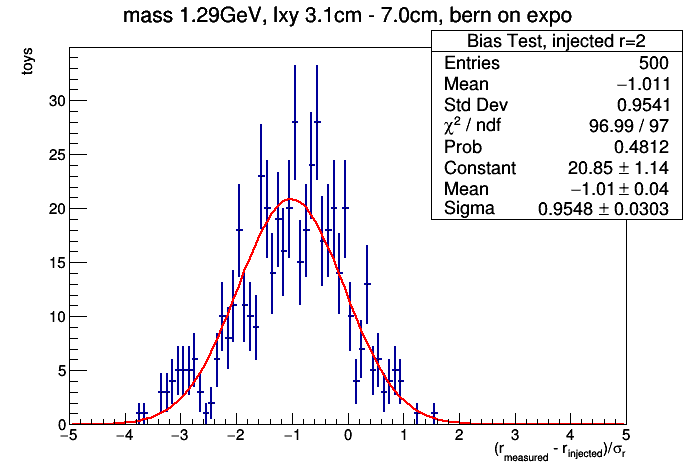 mass 1.29GeV, lxy 3.1cm - 7.0cm, bern on expo
Bias Test, injected r=2
Entries 500
Mean −1.011
Std Dev 0.9541
χ² / ndf 96.99 / 97
Prob 0.4812
Constant 20.85 ± 1.14
Mean −1.01 ± 0.04
Sigma 0.9548 ± 0.0303
toys
30
25
20
15
10
5
0
−5 −4 −3 −2 −1 0 1 2 3 4 5
(r measured - r injected)/σr